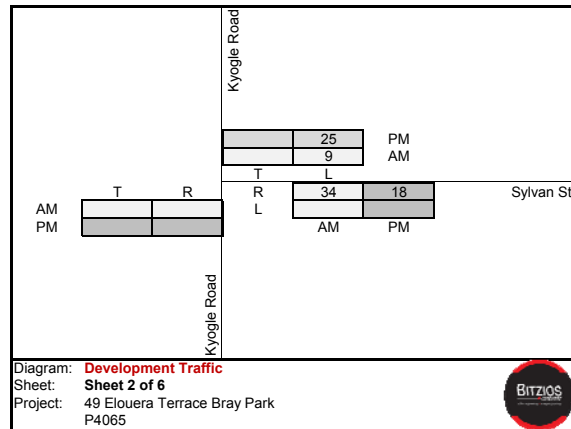 Kyogle Road
25 PM
9 AM
T L
T R R 34 18 Sylvan St
AM L
PM AM PM
Kyogle Road
Diagram: Development Traffic
Sheet: Sheet 2 of 6
Project: 49 Elouera Terrace Bray Park
P4065
BITZIOS